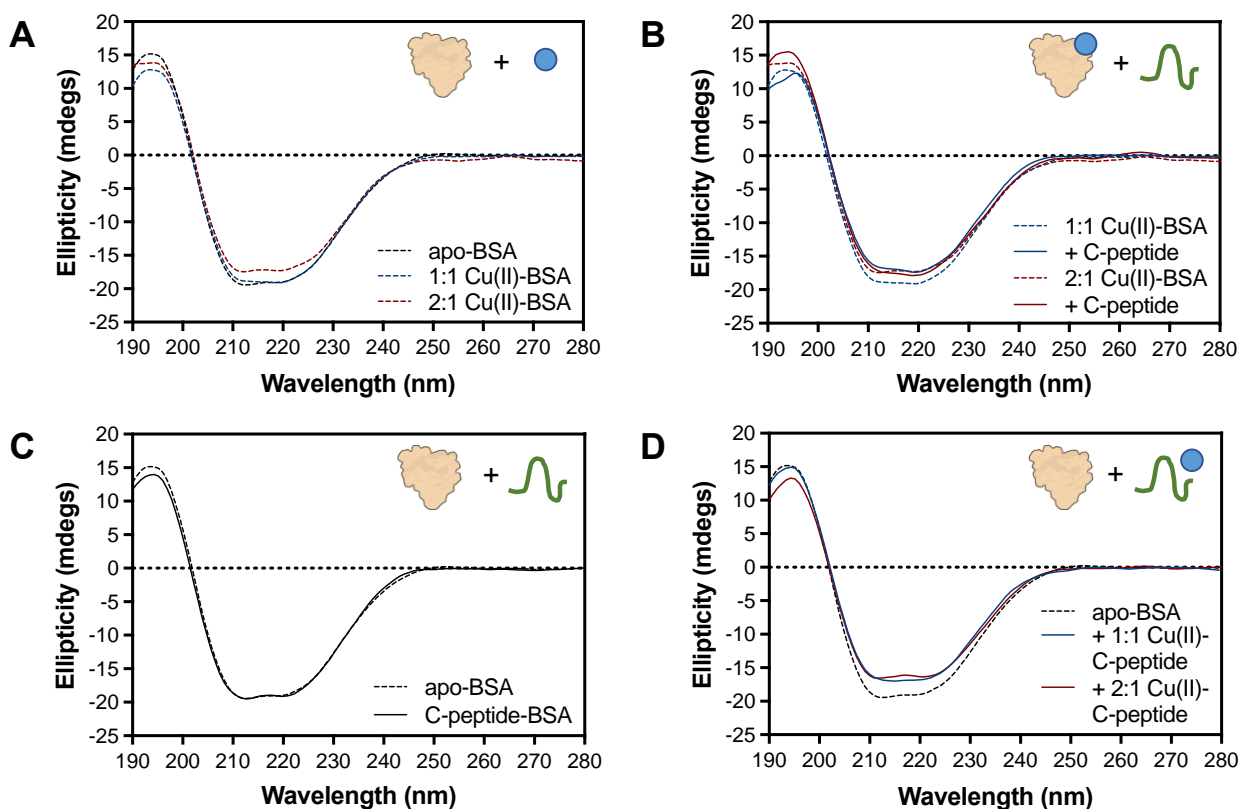 A
20
15
10
5
0
-5
-10
-15
-20
-25
Ellipticity (mdegs)
+
apo-BSA
1:1 Cu(II)-BSA
2:1 Cu(II)-BSA
190 200 210 220 230 240 250 260 270 280
Wavelength (nm)
B
20
15
10
5
0
-5
-10
-15
-20
-25
Ellipticity (mdegs)
+
1:1 Cu(II)-BSA
+ C-peptide
2:1 Cu(II)-BSA
+ C-peptide
190 200 210 220 230 240 250 260 270 280
Wavelength (nm)
C
20
15
10
5
0
-5
-10
-15
-20
-25
Ellipticity (mdegs)
+
apo-BSA
C-peptide-BSA
190 200 210 220 230 240 250 260 270 280
Wavelength (nm)
D
20
15
10
5
0
-5
-10
-15
-20
-25
Ellipticity (mdegs)
+
apo-BSA
+ 1:1 Cu(II)-
C-peptide
+ 2:1 Cu(II)-
C-peptide
190 200 210 220 230 240 250 260 270 280
Wavelength (nm)